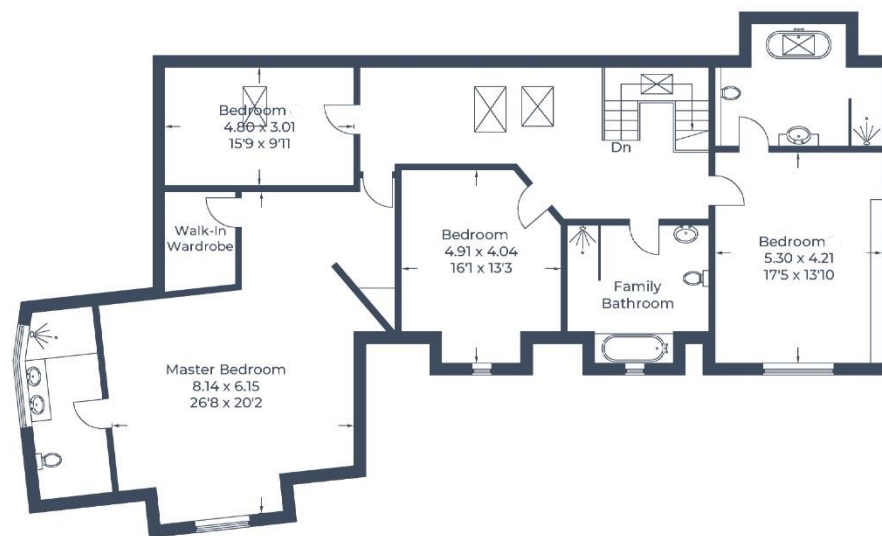 Bedroom
4.80 x 3.01
15'9 x 9'11
Dn
Walk-In
Wardrobe
Bedroom
4.91 x 4.04
16'1 x 13'3
Bedroom
5.30 x 4.21
17'5 x 13'10
Family
Bathroom
Master Bedroom
8.14 x 6.15
26'8 x 20'2